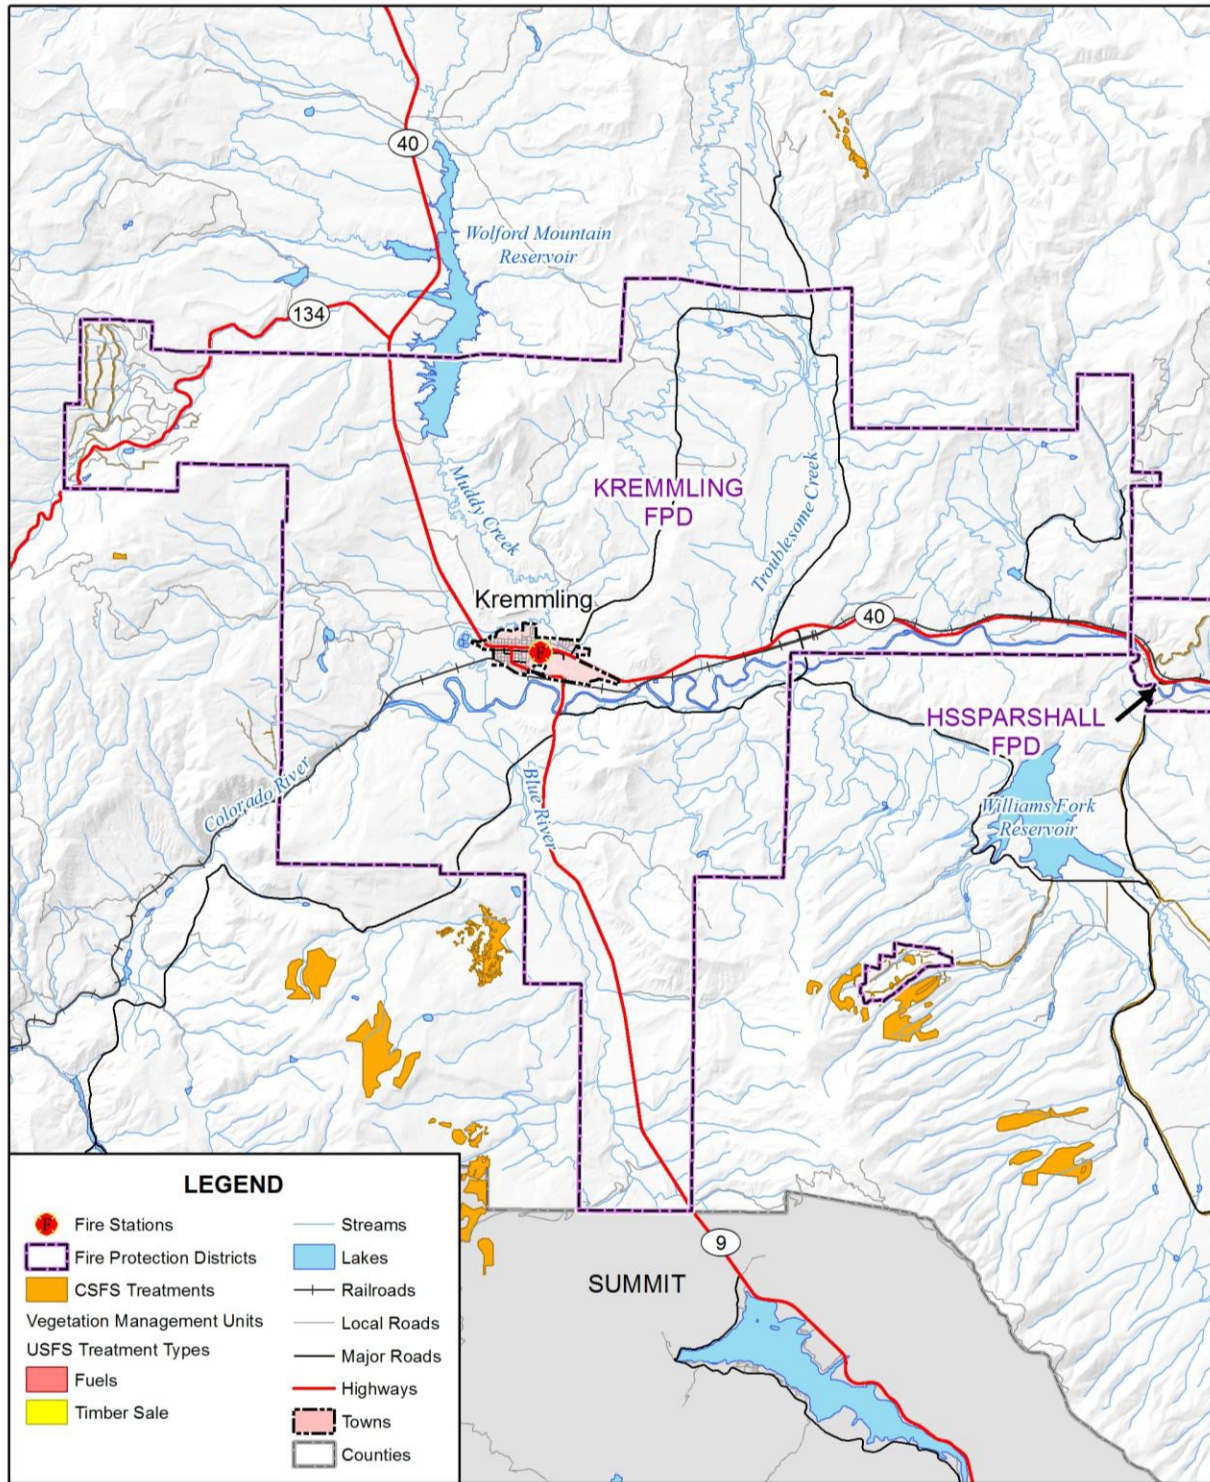 40
Wolford Mountain
Reservoir
134
KREMMLING
FPD
Muddy Creek
Troublesome Creek
Kremmling
F
40
HSSPARSHALL
FPD
Colorado River
Blue River
Williams Fork
Reservoir
9
SUMMIT
LEGEND
F Fire Stations
Fire Protection Districts
CSFS Treatments
Vegetation Management Units
USFS Treatment Types
Fuels
Timber Sale
Streams
Lakes
Railroads
Local Roads
Major Roads
Highways
Towns
Counties